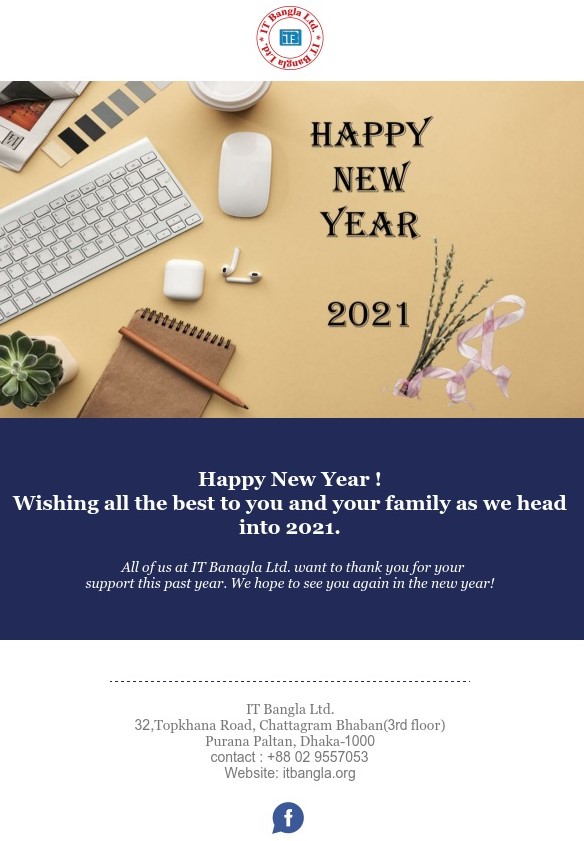 * IT Bangla Ltd. * IT Bangla Ltd.
HAPPY
NEW
YEAR
2021
Happy New Year !
Wishing all the best to you and your family as we head
into 2021.
All of us at IT Banagla Ltd. want to thank you for your
support this past year. We hope to see you again in the new year!
IT Bangla Ltd.
32,Topkhana Road, Chattagram Bhaban(3rd floor)
Purana Paltan, Dhaka-1000
contact : +88 02 9557053
Website: itbangla.org